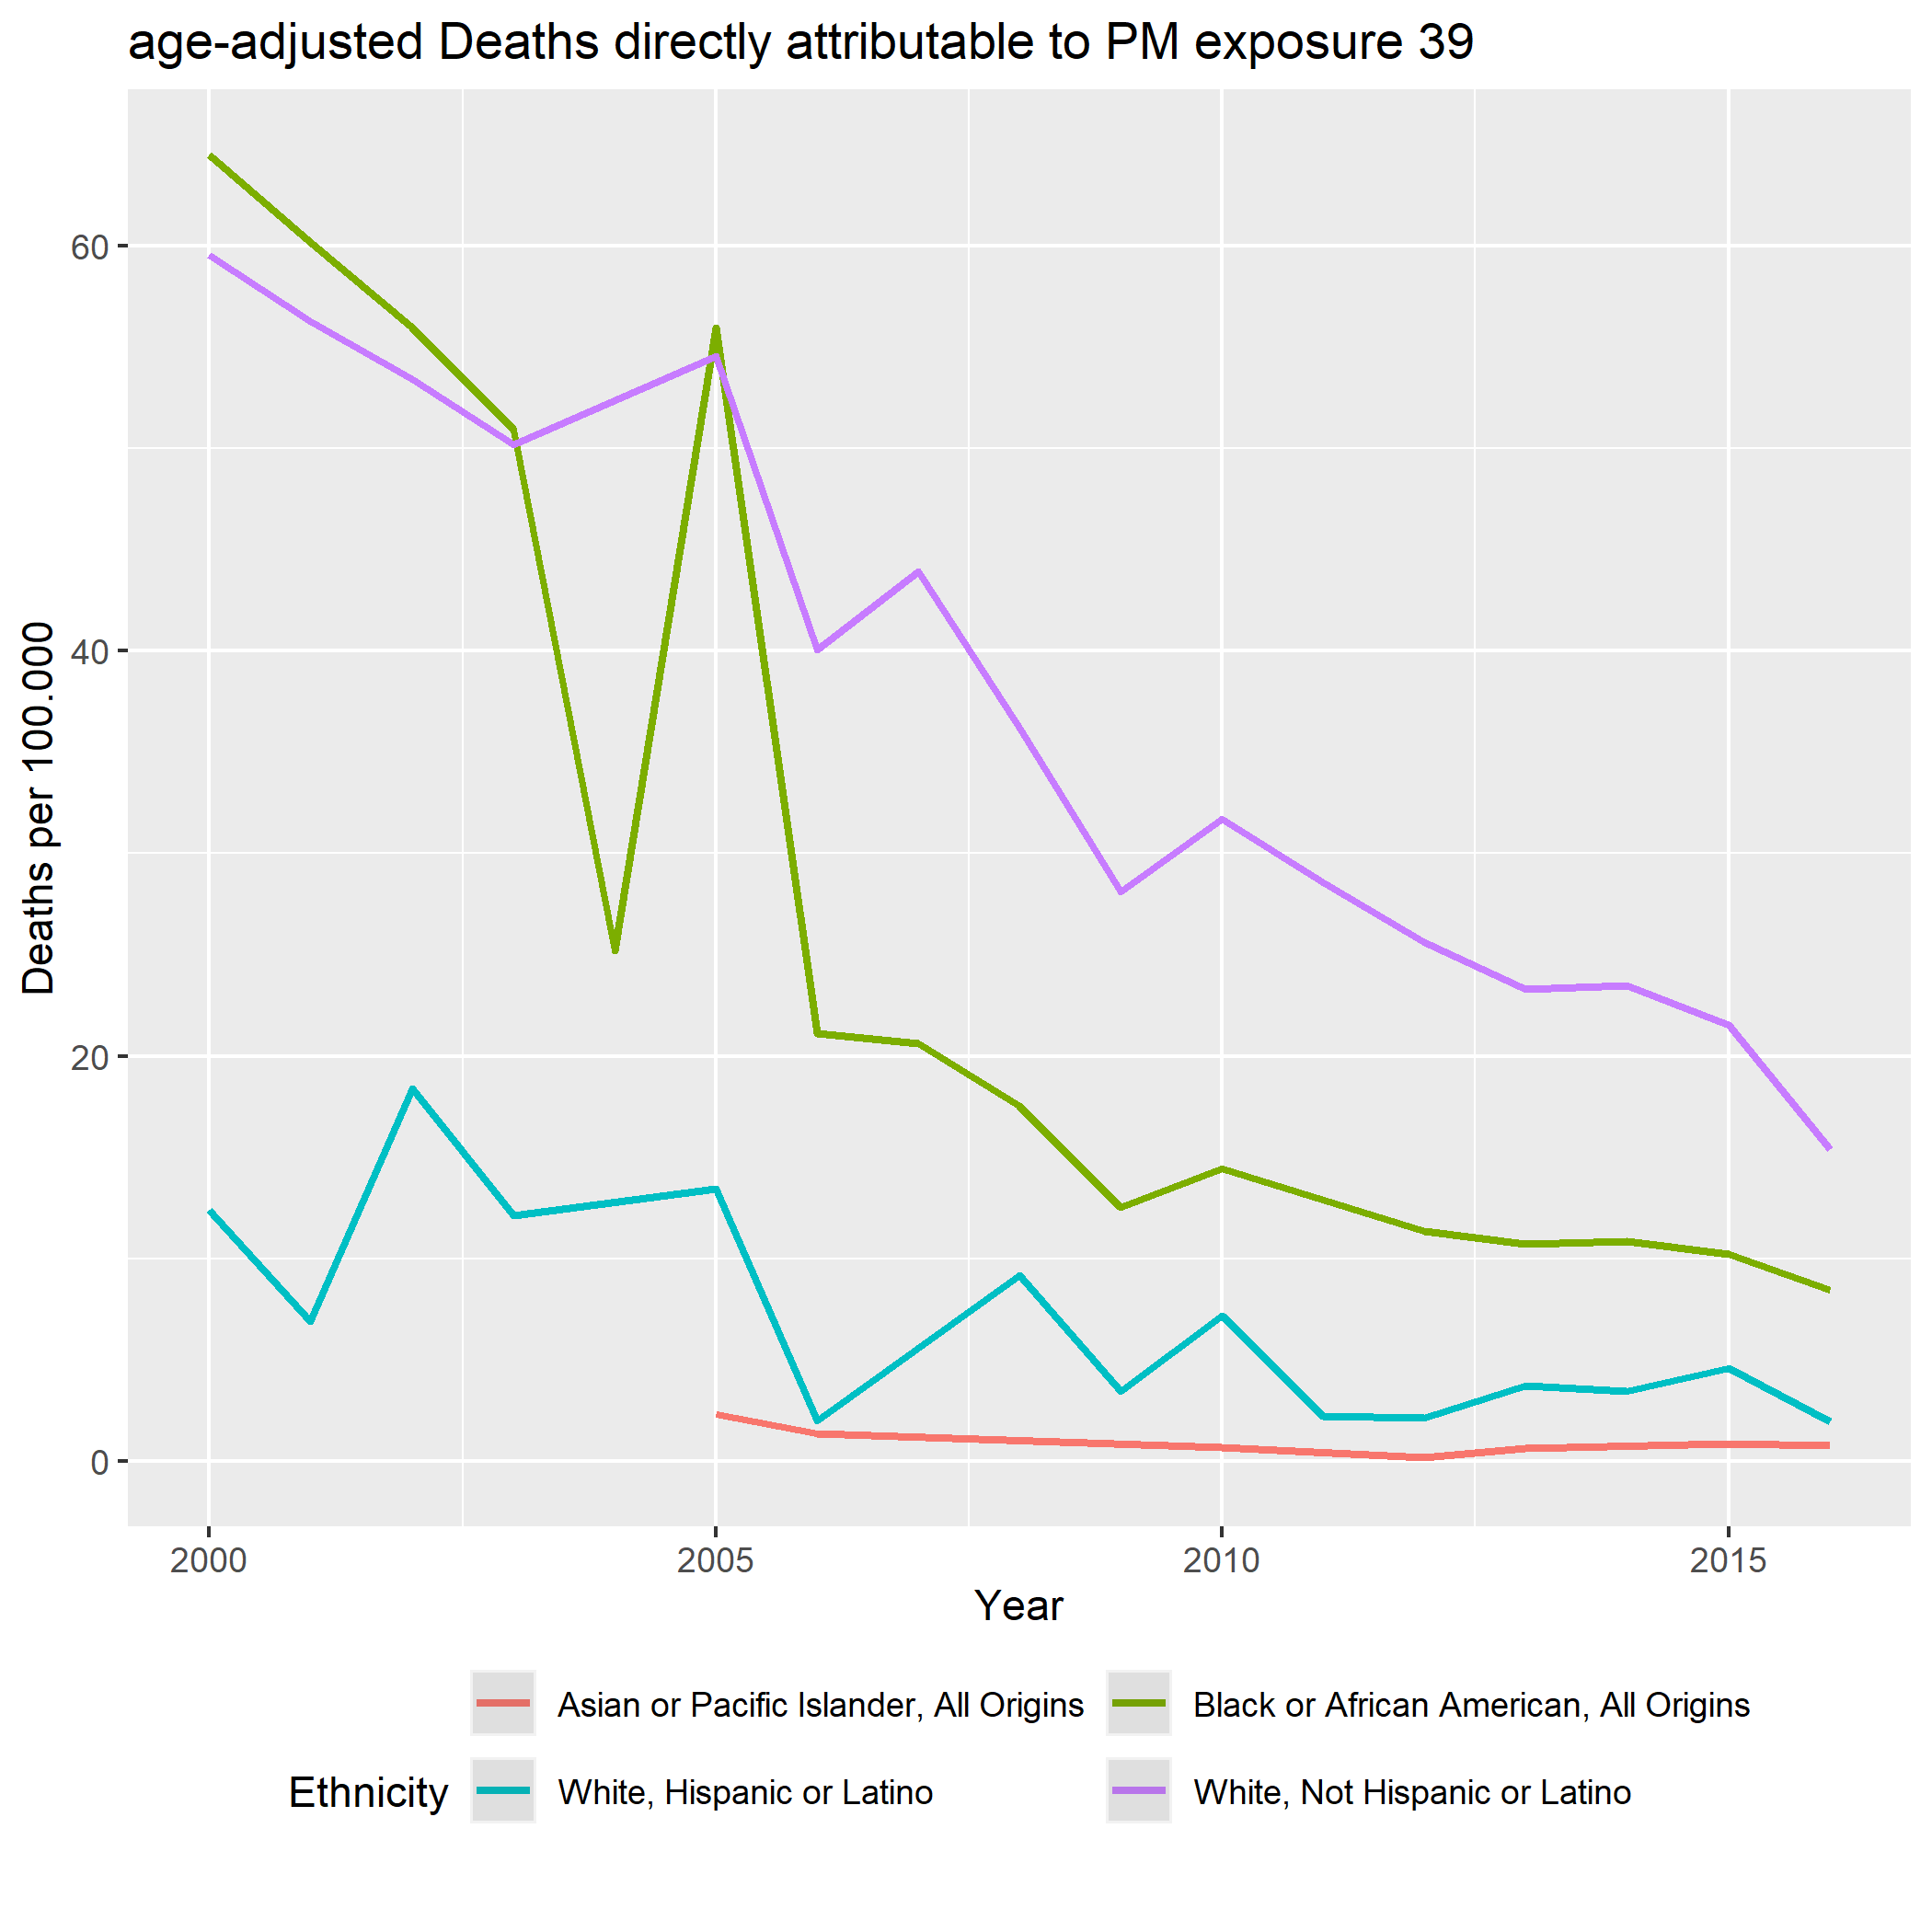 age-adjusted Deaths directly attributable to PM exposure 39
Deaths per 100.000
60
40
20
0
2000 2005 2010 2015
Year
Ethnicity
Asian or Pacific Islander, All Origins
Black or African American, All Origins
White, Hispanic or Latino
White, Not Hispanic or Latino